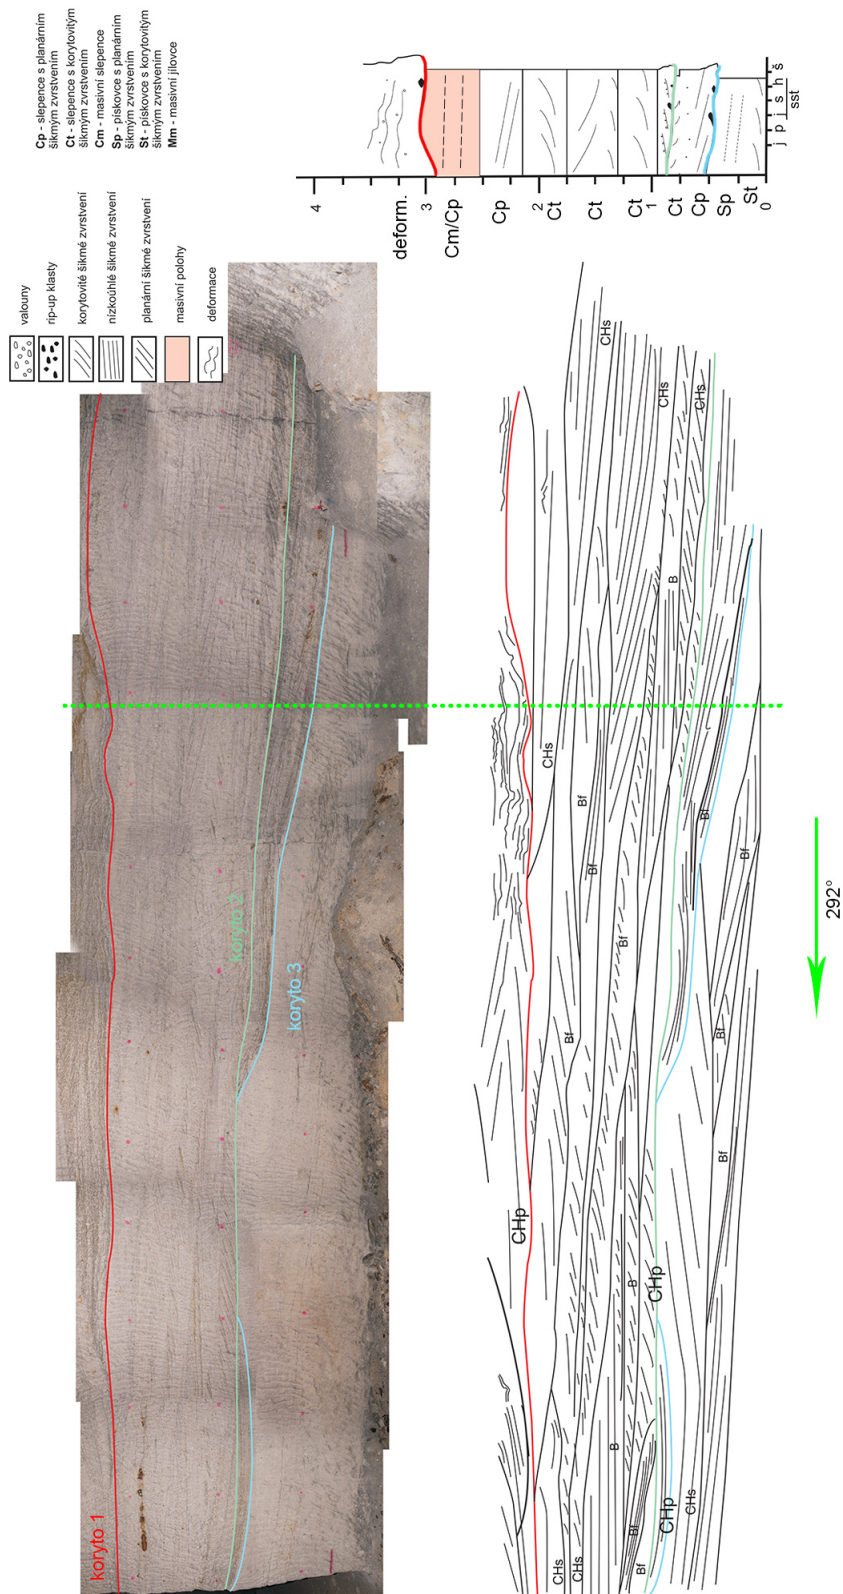 Cp - slepence s planárním
šikmým zvrstvením
Ct - slepence s korytovitým
šikmým zvrstvením
Cm - masivní slepence
Sp - pískovce s planárním
šikmým zvrstvením
St - pískovce s korytovitým
šikmým zvrstvením
Mm - masivní jílovce
valouny
rip-up klasty
korytovité šikmé zvrstvení
nízkoúhlé šikmé zvrstvení
planární šikmé zvrstvení
masivní polohy
deformace
4
3
2
1
0
deform.
Cm/Cp
Cp
Ct
Ct
Ct
Ct
Cp
Sp
St
j p j s h š
sst
koryto 1
koryto 2
koryto 3
CHs
CHs
CHs
B
CHs
Bf
Bf
Bf
Bf
Bf
Bf
Bf
Bf
CHp
B
CHp
B
Bf
Bf
CHp
CHs
CHs
CHs
292°